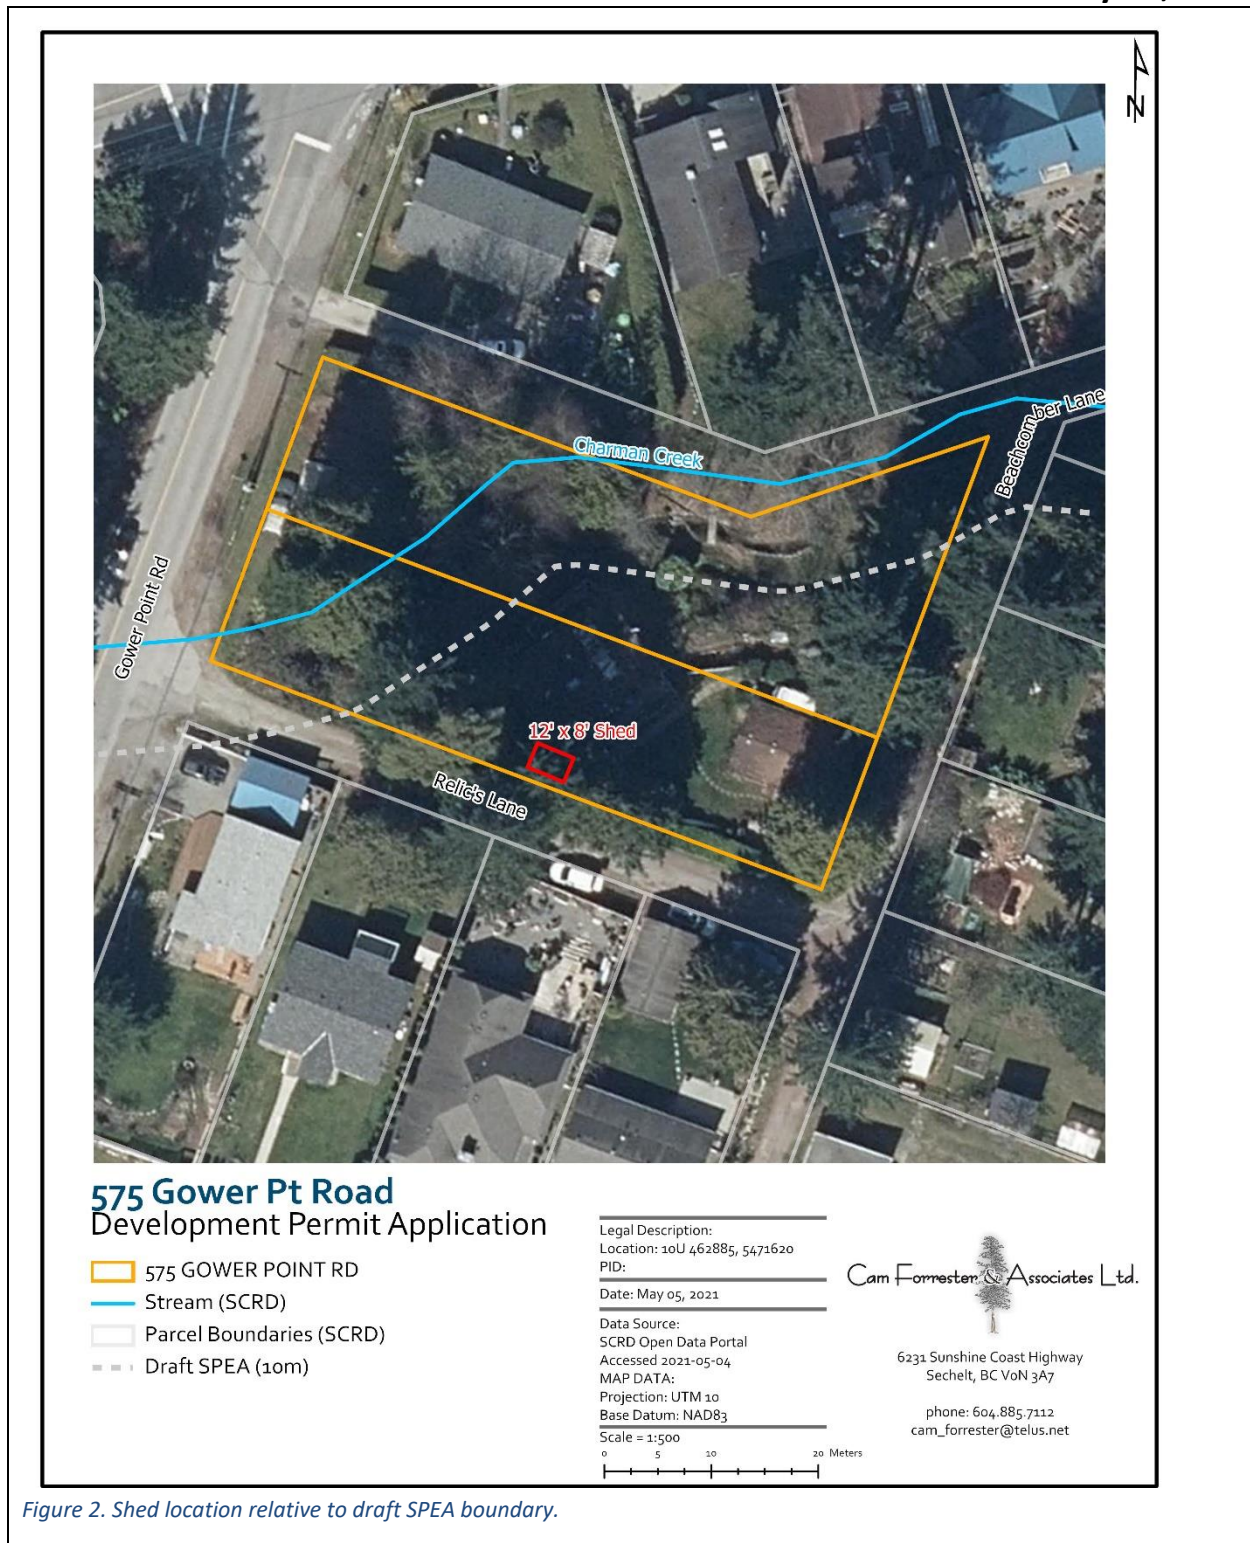 N
Charman Creek
Beachcomber Lane
Gower Point Rd
12' x 8' Shed
Relic's Lane
575 Gower Pt Road
Development Permit Application
575 GOWER POINT RD
Stream (SCRD)
Parcel Boundaries (SCRD)
Draft SPEA (10m)
Legal Description:
Location: 10U 462885, 5471620
PID:
Date: May 05, 2021
Data Source:
SCRD Open Data Portal
Accessed 2021-05-04
MAP DATA:
Projection: UTM 10
Base Datum: NAD83
Scale = 1:500
0 5 10 20 Meters
Cam Forrester & Associates Ltd.
6231 Sunshine Coast Highway
Sechelt, BC V0N 3A7
phone: 604.885.7112
cam_forrester@telus.net
Figure 2. Shed location relative to draft SPEA boundary.